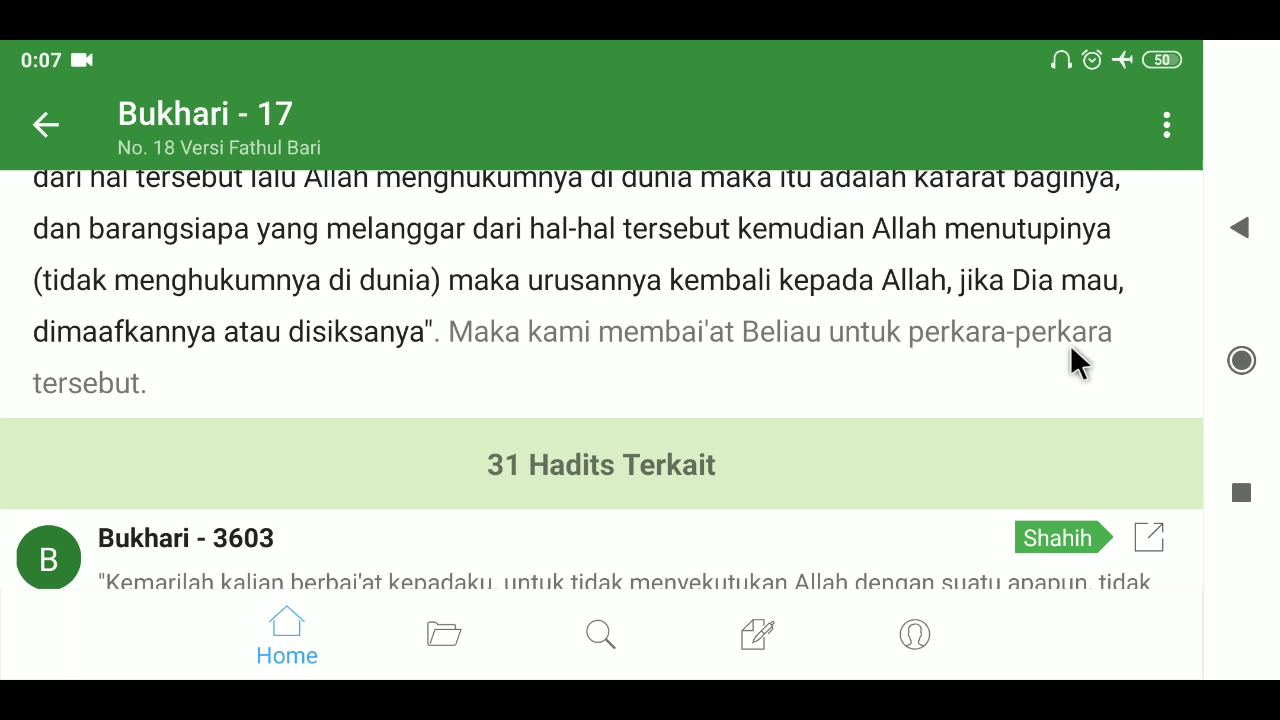 0:07
50
Bukhari - 17
No. 18 Versi Fathul Bari
dari hal tersebut lalu Allah menghukumnya di dunia maka itu adalah kafarat baginya,
dan barangsiapa yang melanggar dari hal-hal tersebut kemudian Allah menutupinya
(tidak menghukumnya di dunia) maka urusannya kembali kepada Allah, jika Dia mau,
dimaafkannya atau disiksanya". Maka kami membai'at Beliau untuk perkara-perkara
tersebut.
31 Hadits Terkait
B
Bukhari - 3603
Shahih
"Kemarilah kalian berbai'at kepadaku, untuk tidak menyekutukan Allah dengan suatu apapun, tidak
Home